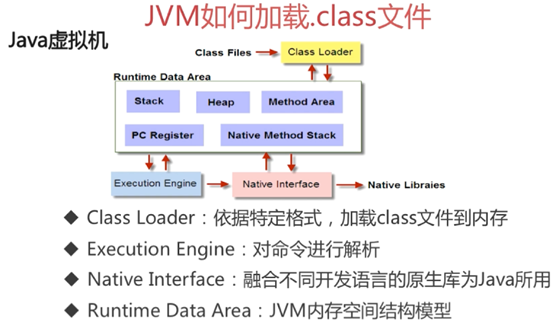 JVM如何加载.class文件
Java虚拟机
Class Files
Class Loader
Runtime Data Area
Stack
Heap
Method Area
PC Register
Native Method Stack
Execution Engine
Native Interface
Native Libraies
◆ Class Loader：依据特定格式，加载class文件到内存
◆ Execution Engine：对命令进行解析
◆ Native Interface：融合不同开发语言的原生库为Java所用
◆ Runtime Data Area：JVM内存空间结构模型